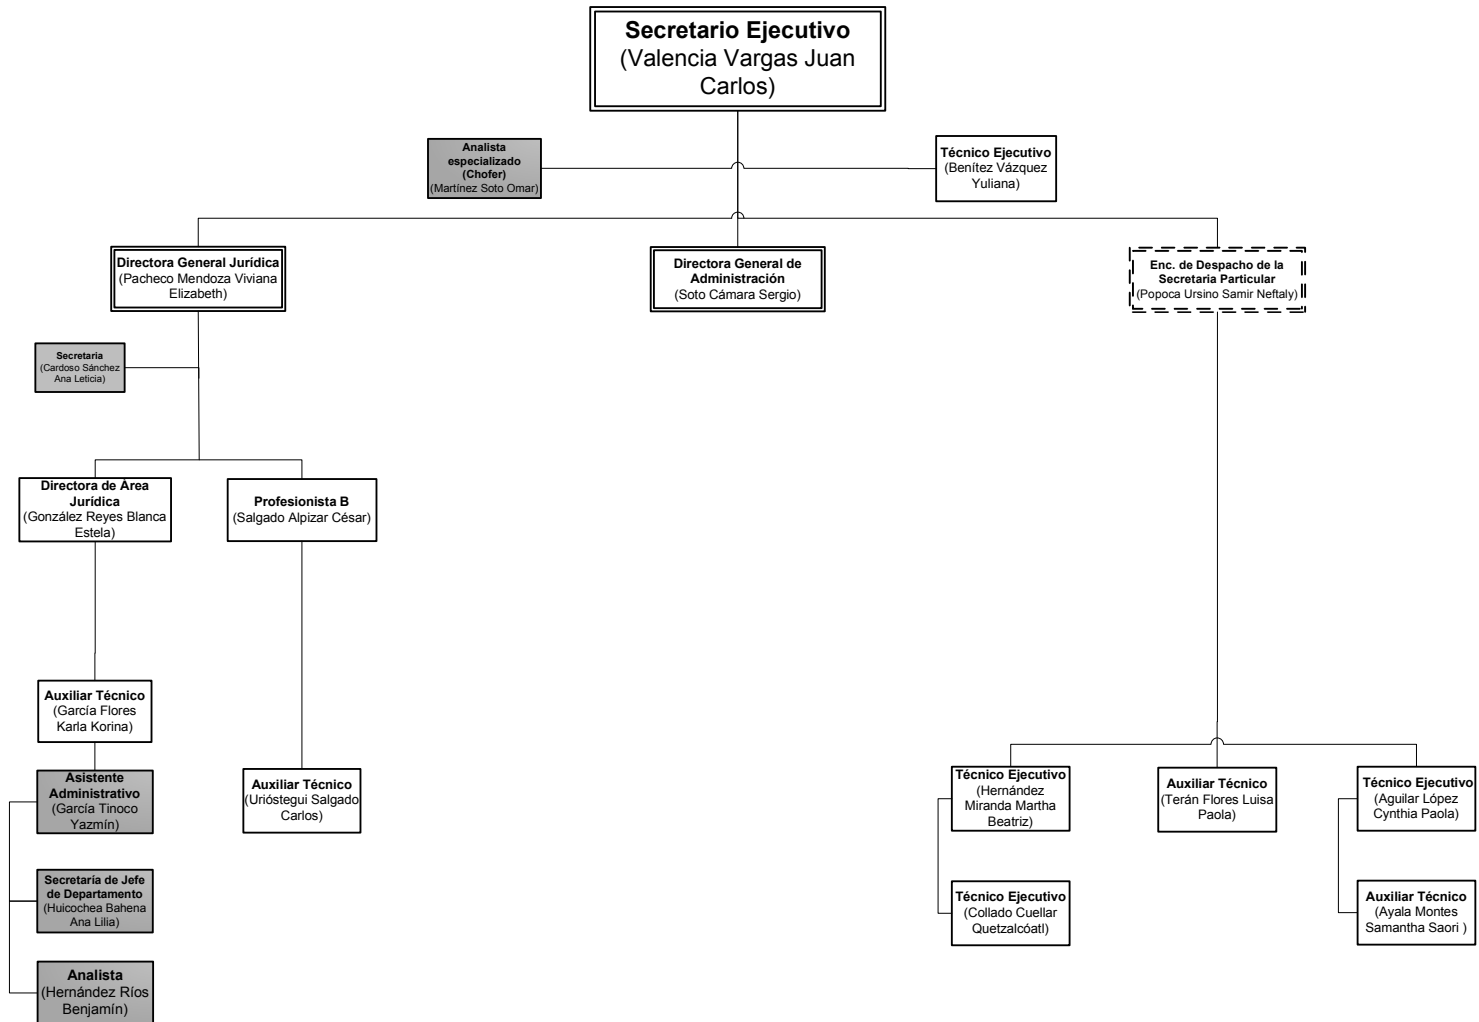 Secretario Ejecutivo
(Valencia Vargas Juan
Carlos)
Analista
especializado
(Chofer)
(Martínez Soto Omar)
Técnico Ejecutivo
(Benítez Vázquez
Yuliana)
Directora General Jurídica
(Pacheco Mendoza Viviana
Elizabeth)
Directora General de
Administración
(Soto Cámara Sergio)
Enc. de Despacho de la
Secretaria Particular
(Popoca Ursino Samir Neftaly)
Secretaria
(Cardoso Sánchez
Ana Leticia)
Directora de Área
Jurídica
(González Reyes Blanca
Estela)
Profesionista B
(Salgado Alpizar César)
Auxiliar Técnico
(García Flores
Karla Korina)
Asistente
Administrativo
(García Tinoco
Yazmín)
Auxiliar Técnico
(Urióstegui Salgado
Carlos)
Técnico Ejecutivo
(Hernández
Miranda Martha
Beatriz)
Auxiliar Técnico
(Terán Flores Luisa
Paola)
Técnico Ejecutivo
(Aguilar López
Cynthia Paola)
Secretaría de Jefe
de Departamento
(Huicochea Bahena
Ana Lilia)
Técnico Ejecutivo
(Collado Cuellar
Quetzalcóatl)
Auxiliar Técnico
(Ayala Montes
Samantha Saori )
Analista
(Hernández Ríos
Benjamín)